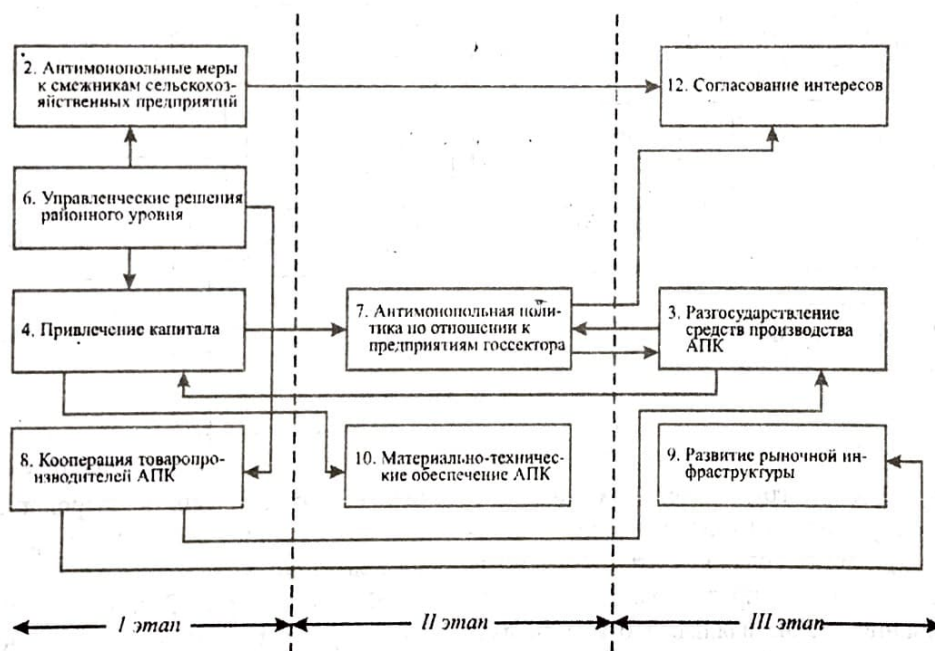 2. Антимонопольные меры
к смежникам сельскохоз-
яйственных предприятий
12. Согласование интересов
6. Управленческие решения
районного уровня
4. Привлечение капитала
7. Антимонопольная поли-
тика по отношении к
предприятиям госсектора
3. Разгосударствление
средств производства
АПК
8. Кооперация товаропро-
изводителей АПК
10. Материально-техничес-
кие обеспечение АПК
9. Развитие рыночной ин-
фраструктуры
I этап
II этап
III этап